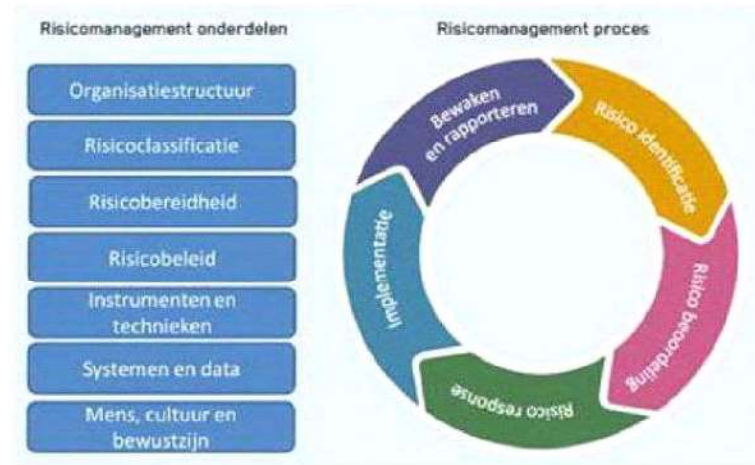 Risicomanagement onderdelen
Organisatiestructuur
Risicoclassificatie
Risicobereidheid
Risicobeleid
Instrumenten en
technieken
Systemen en data
Mens, cultuur en
bewustzijn
Risicomanagement proces
Bewaken
en rapporteren
Risico identificatie
Risico beoordeling
Risico response
Implementatie